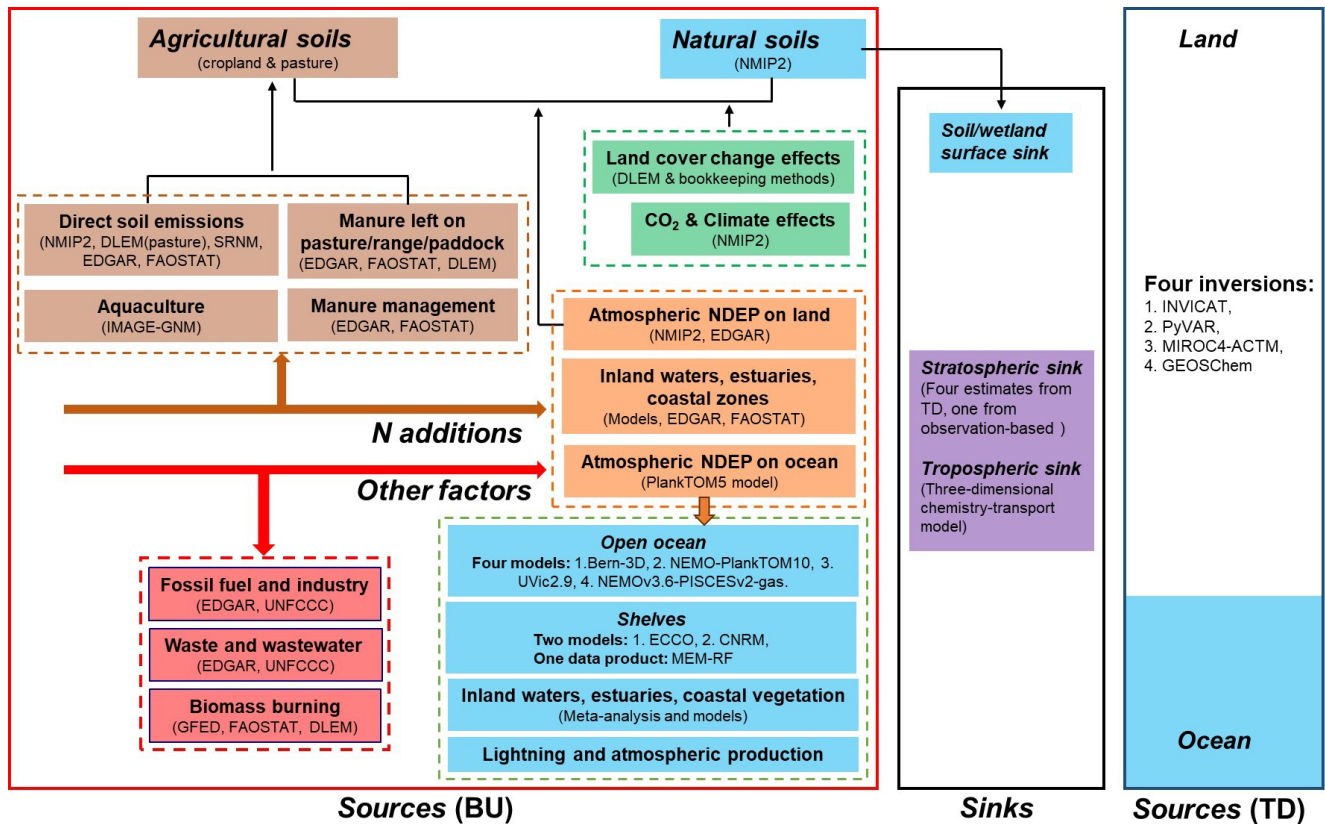 Agricultural soils
(cropland & pasture)
Natural soils
(NMIP2)
Land cover change effects
(DLEM & bookkeeping methods)
CO₂ & Climate effects
(NMIP2)
Direct soil emissions
(NMIP2, DLEM(pasture), SRNM,
EDGAR, FAOSTAT)
Manure left on
pasture/range/paddock
(EDGAR, FAOSTAT, DLEM)
Aquaculture
(IMAGE-GNM)
Manure management
(EDGAR, FAOSTAT)
Atmospheric NDEP on land
(NMIP2, EDGAR)
Inland waters, estuaries,
coastal zones
(Models, EDGAR, FAOSTAT)
Atmospheric NDEP on ocean
(PlankTOM5 model)
N additions
Other factors
Fossil fuel and industry
(EDGAR, UNFCCC)
Waste and wastewater
(EDGAR, UNFCCC)
Biomass burning
(GFED, FAOSTAT, DLEM)
Open ocean
Four models: 1.Bern-3D, 2. NEMO-PlankTOM10, 3.
UVic2.9, 4. NEMOv3.6-PISCESv2-gas.
Shelves
Two models: 1. ECCO, 2. CNRM,
One data product: MEM-RF
Inland waters, estuaries, coastal vegetation
(Meta-analysis and models)
Lightning and atmospheric production
Sources (BU)
Soil/wetland
surface sink
Stratospheric sink
(Four estimates from
TD, one from
observation-based )
Tropospheric sink
(Three-dimensional
chemistry-transport
model)
Sinks
Land
Four inversions:
1. INVICAT,
2. PyVAR,
3. MIROC4-ACTM,
4. GEOSChem
Ocean
Sources (TD)